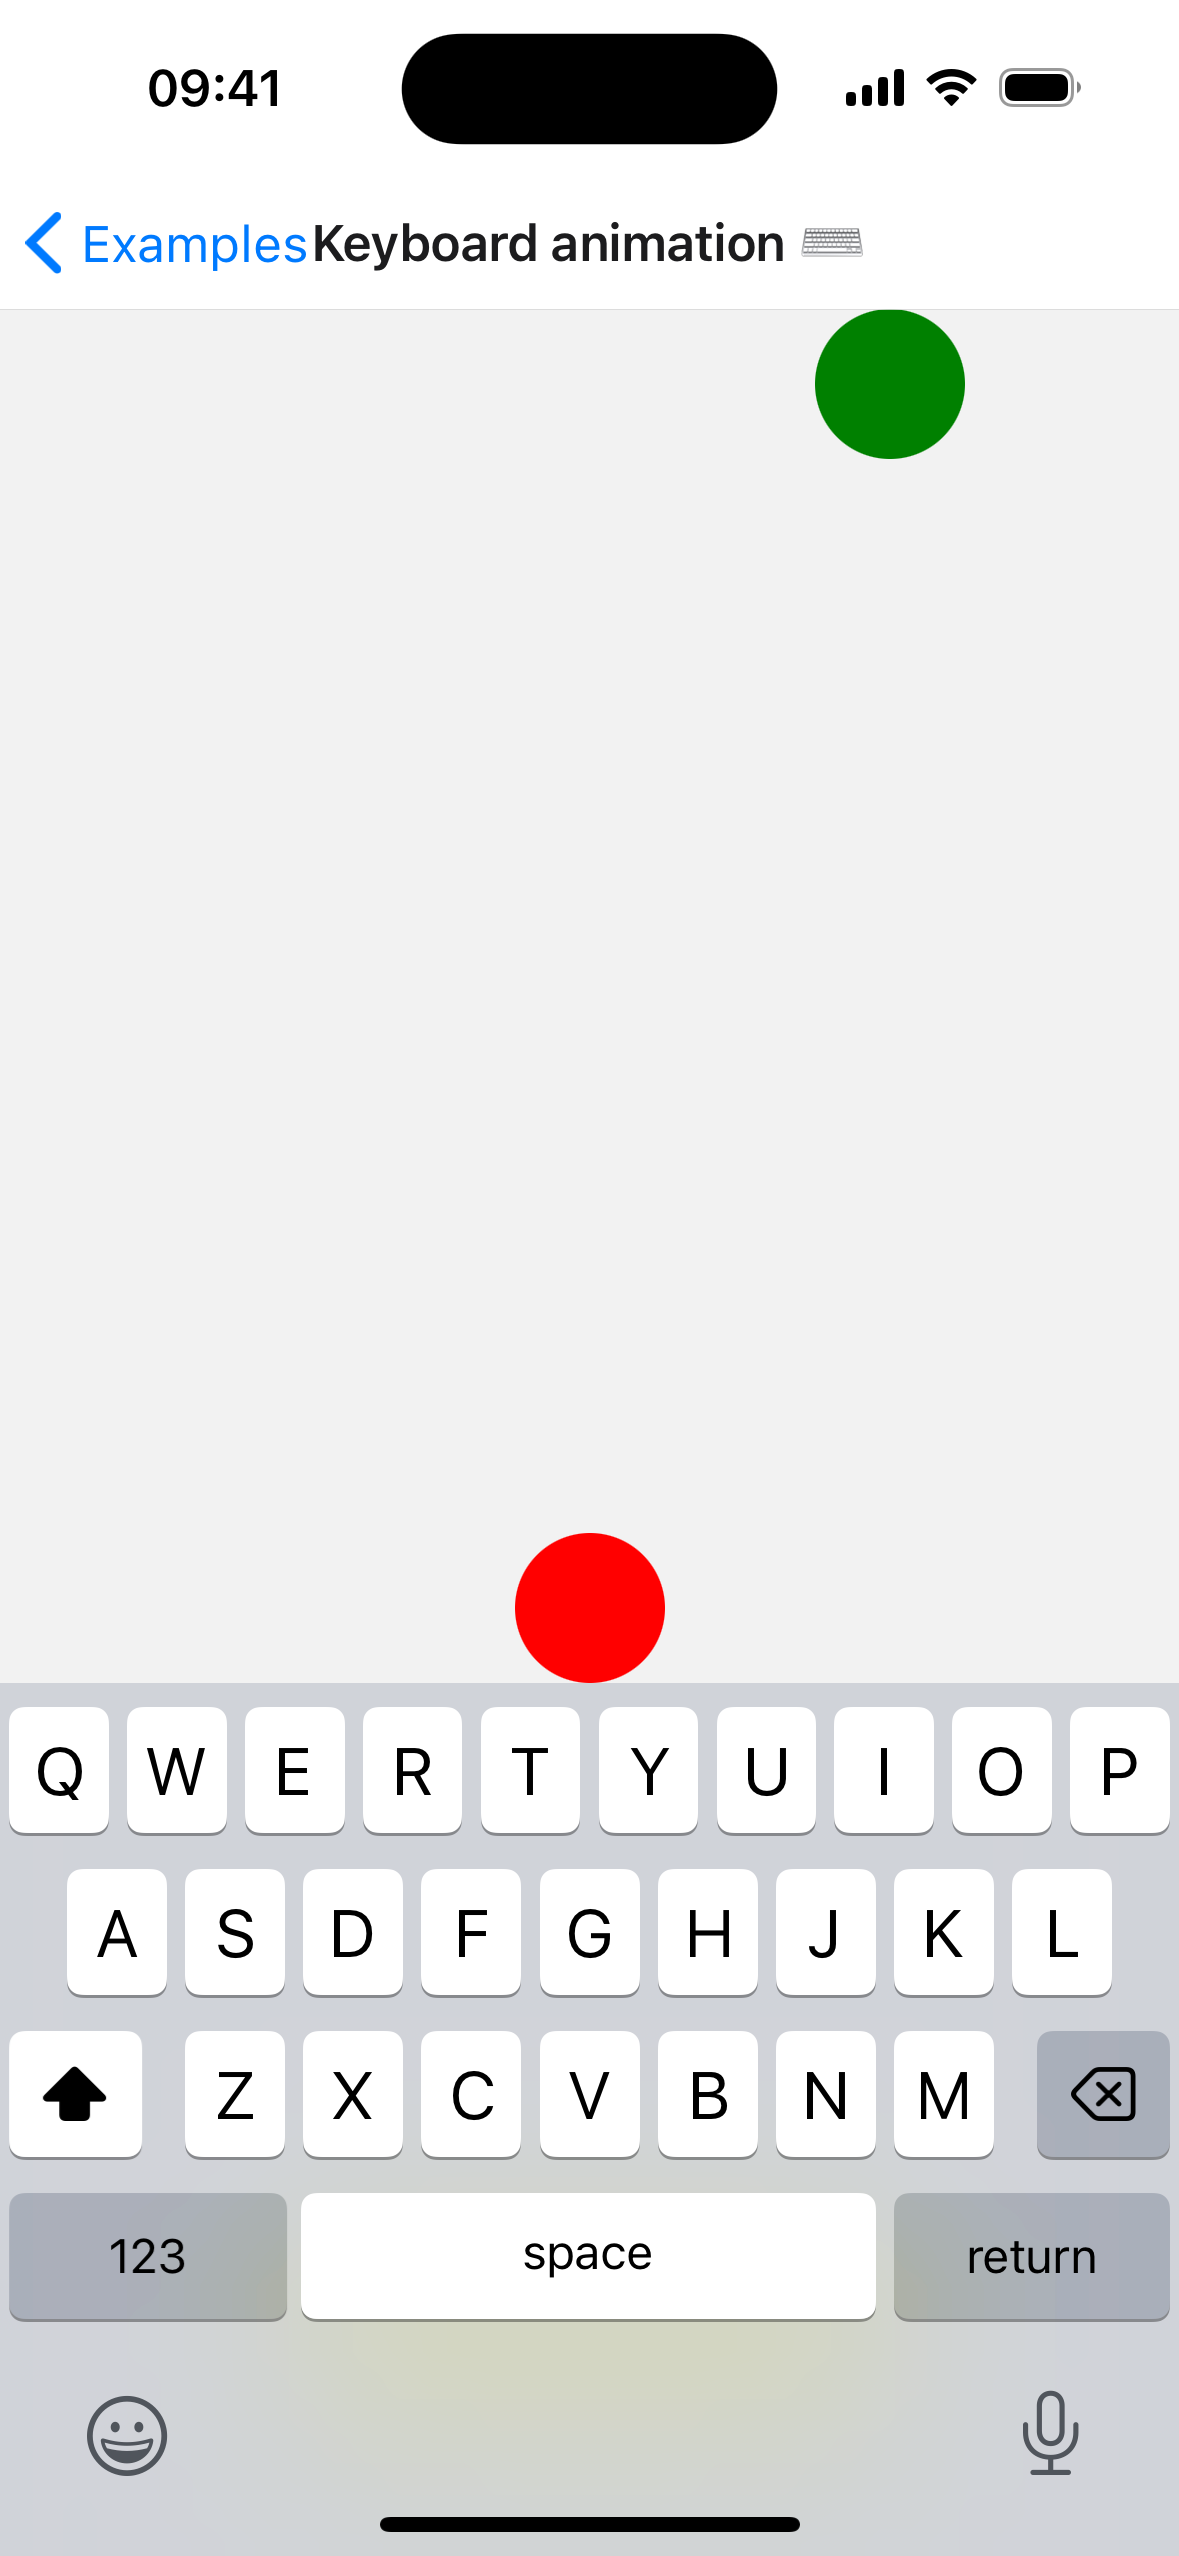 09:41
Examples Keyboard animation ⌨️
Q W E R T Y U I O P
A S D F G H J K L
Z X C V B N M
123 space return